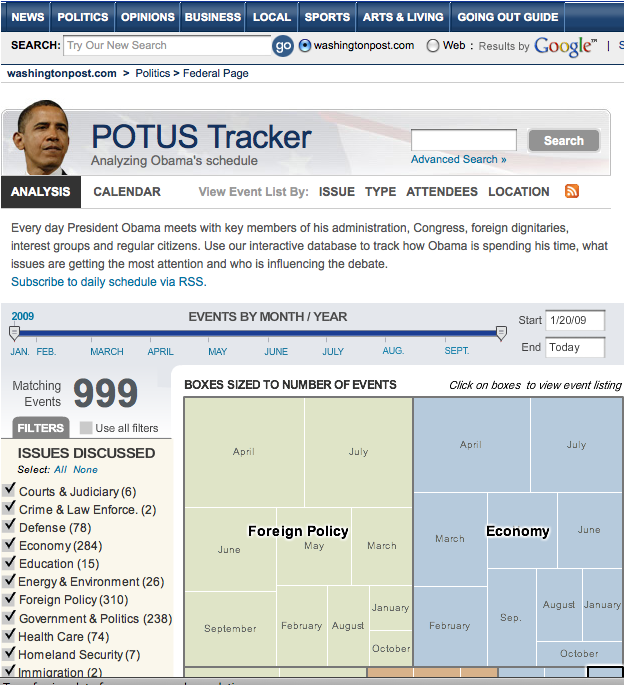 NEWS POLITICS OPINIONS BUSINESS LOCAL SPORTS ARTS & LIVING GOING OUT GUIDE
SEARCH: Try Our New Search go washingtonpost.com Web : Results by Google™ | S
washingtonpost.com > Politics > Federal Page
POTUS Tracker
Analyzing Obama's schedule
Search
Advanced Search »
ANALYSIS CALENDAR View Event List By: ISSUE TYPE ATTENDEES LOCATION
Every day President Obama meets with key members of his administration, Congress, foreign dignitaries,
interest groups and regular citizens. Use our interactive database to track how Obama is spending his time, what
issues are getting the most attention and who is influencing the debate.
Subscribe to daily schedule via RSS.
2009 EVENTS BY MONTH / YEAR
Start 1/20/09
JAN. FEB. MARCH APRIL MAY JUNE JULY AUG. SEPT.
End Today
Matching Events 999
FILTERS Use all filters
ISSUES DISCUSSED
Select: All None
Courts & Judiciary (6)
Crime & Law Enforce. (2)
Defense (78)
Economy (284)
Education (15)
Energy & Environment (26)
Foreign Policy (310)
Government & Politics (238)
Health Care (74)
Homeland Security (7)
Immigration (2)
BOXES SIZED TO NUMBER OF EVENTS Click on boxes to view event listing
April July
Foreign Policy
June May March
September February August January
October
April July
Economy
March June
February Sep. August January
October